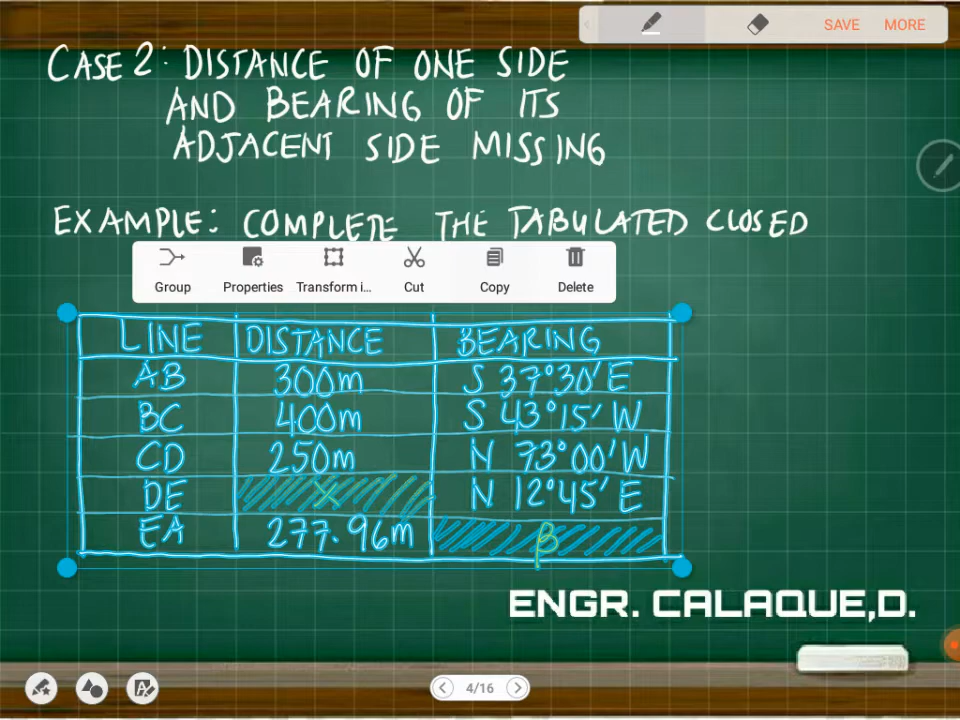 SAVE MORE
CASE 2: DISTANCE OF ONE SIDE
AND BEARING OF ITS
ADJACENT SIDE MISSING
EXAMPLE: COMPLETE THE TABULATED CLOSED
Group Properties Transform i... Cut Copy Delete
LINE DISTANCE BEARING
AB 300m S 37°30' E
BC 400m S 43°15' W
CD 250m N 73°00' W
DE X N 12°45' E
EA 277.96m β
ENGR. CALAQUE,D.
4/16